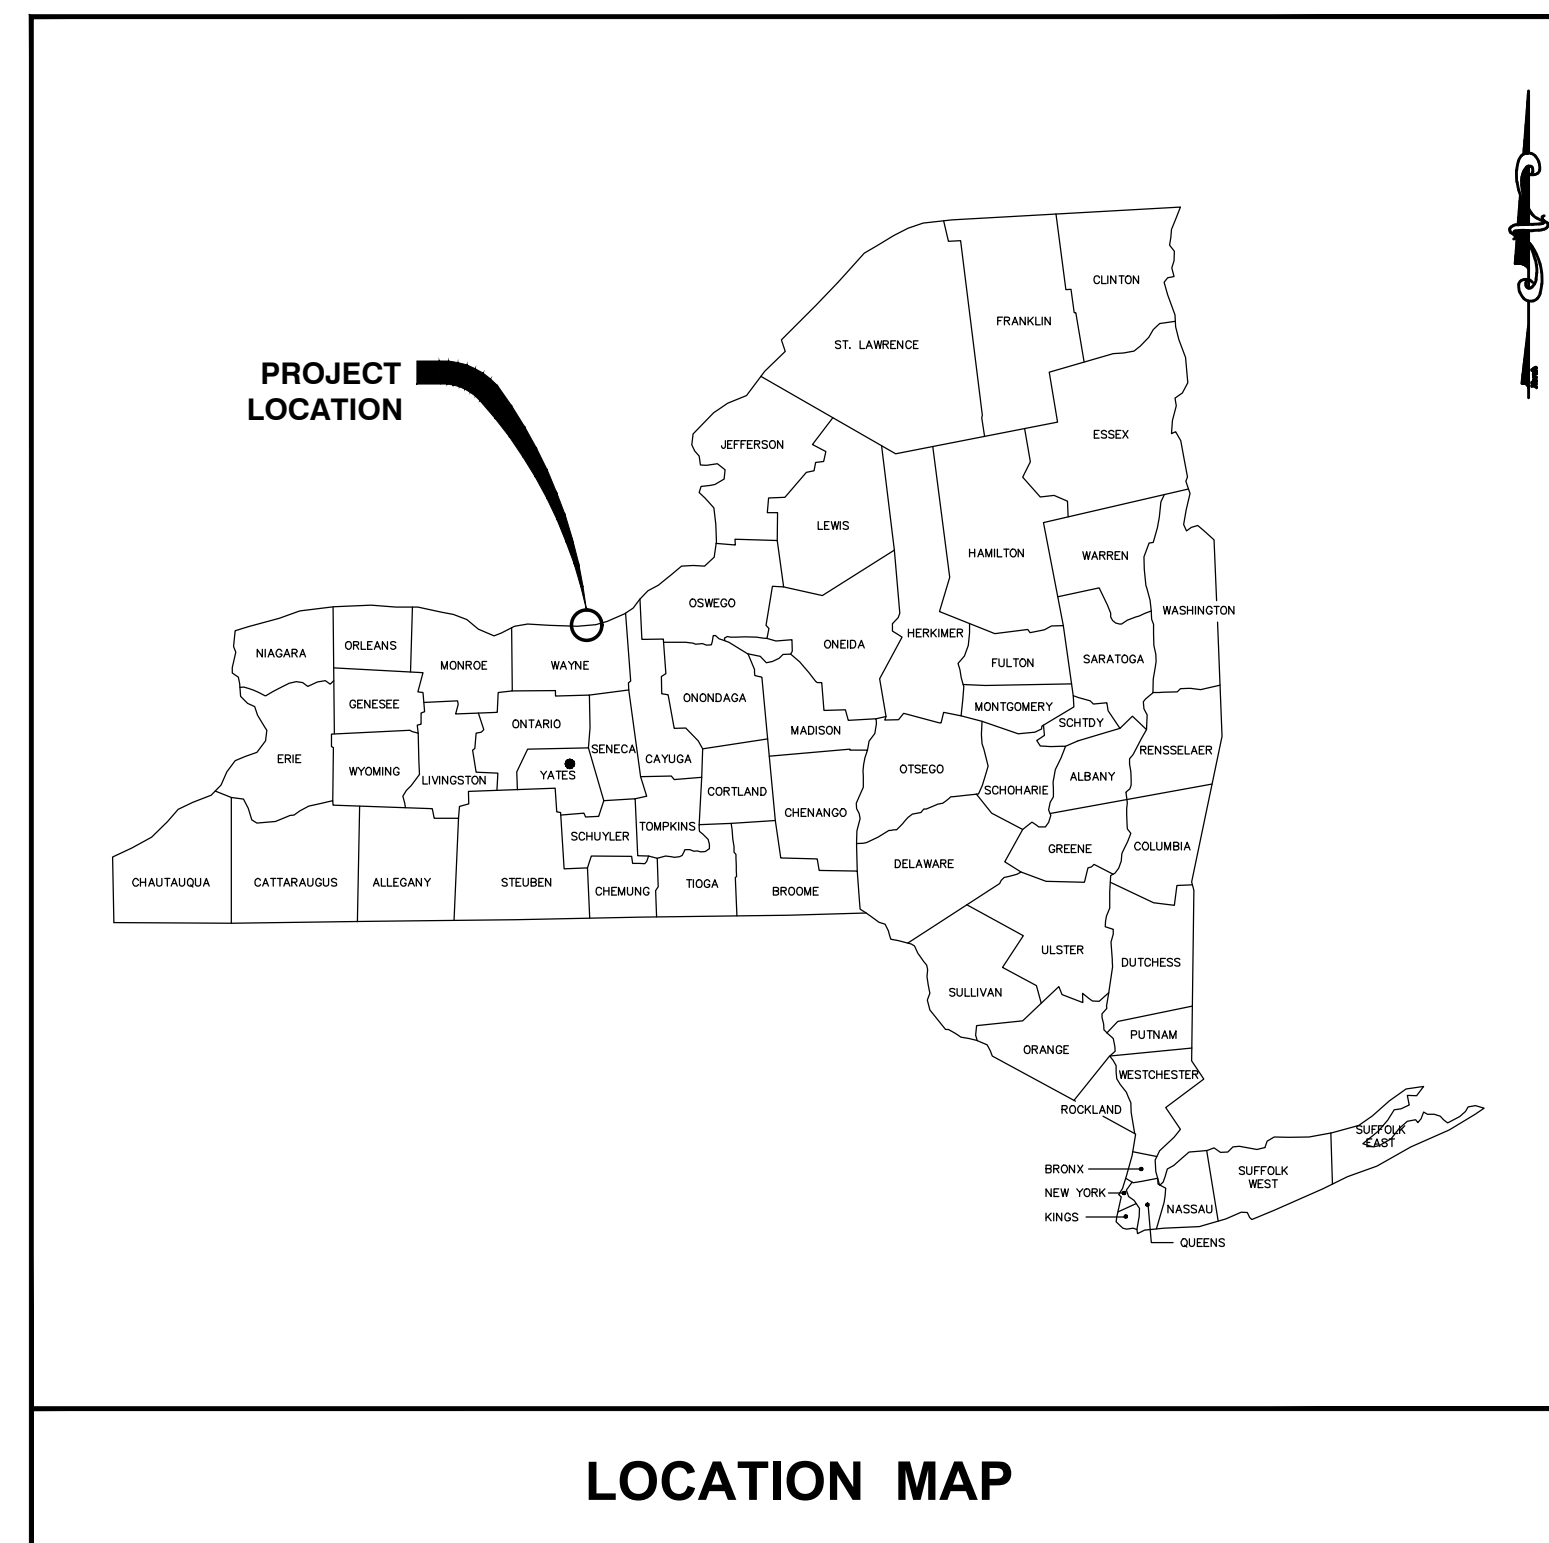 CLINTON
FRANKLIN
ST. LAWRENCE
PROJECT
LOCATION
ESSEX
JEFFERSON
LEWIS
HAMILTON
WARREN
OSWEGO
WASHINGTON
HERKIMER
ONEIDA
ORLEANS
NIAGARA
MONROE
WAYNE
FULTON
SARATOGA
GENESEE
ONONDAGA
MONTGOMERY
ONTARIO
SCHTDY
MADISON
SENECA
RENSSELAER
ERIE
CAYUGA
WYOMING
OTSEGO
YATES
ALBANY
LIVINGSTON
SCHOHARIE
CORTLAND
CHENANGO
TOMPKINS
SCHUYLER
COLUMBIA
GREENE
DELAWARE
CHAUTAUQUA
CATTARAUGUS
ALLEGANY
STEUBEN
CHEMUNG
TIOGA
BROOME
ULSTER
DUTCHESS
SULLIVAN
PUTNAM
ORANGE
WESTCHESTER
ROCKLAND
SUFFOLK
EAST
BRONX
SUFFOLK
WEST
NEW YORK
NASSAU
KINGS
QUEENS
LOCATION MAP